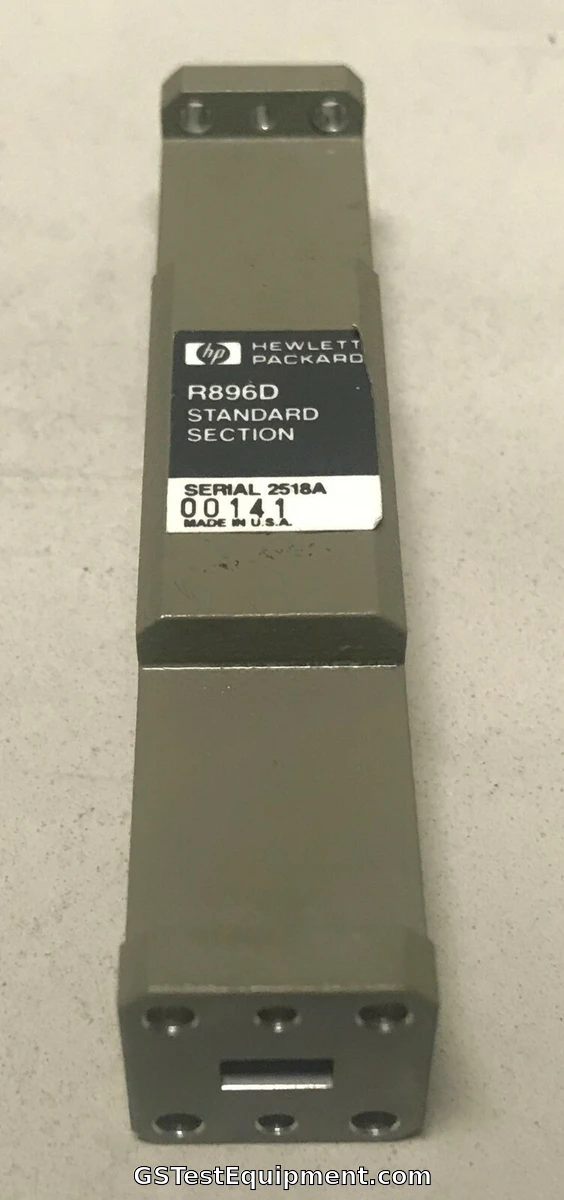 hp HEWLETT
PACKARD
R896D
STANDARD
SECTION
SERIAL 2518A
00141
MADE IN U.S.A.
GSTestEquipment.com